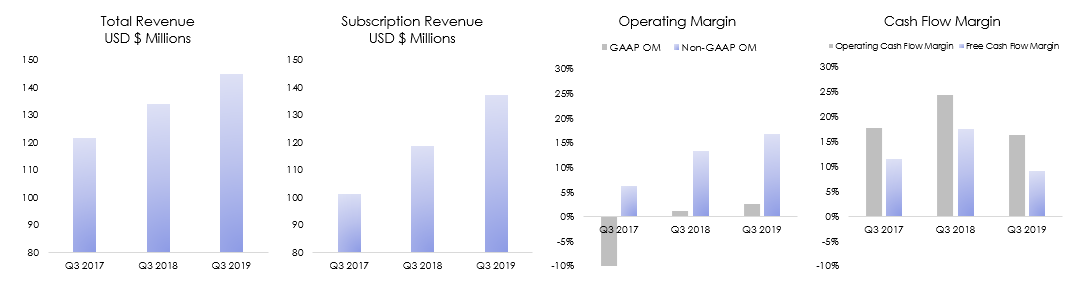 Total Revenue
USD $ Millions
150
140
130
120
110
100
90
80
Q3 2017 Q3 2018 Q3 2019
Subscription Revenue
USD $ Millions
150
140
130
120
110
100
90
80
Q3 2017 Q3 2018 Q3 2019
Operating Margin
GAAP OM Non-GAAP OM
30%
25%
20%
15%
10%
5%
0%
-5%
-10%
Q3 2017 Q3 2018 Q3 2019
Cash Flow Margin
Operating Cash Flow Margin Free Cash Flow Margin
30%
25%
20%
15%
10%
5%
0%
-5%
-10%
Q3 2017 Q3 2018 Q3 2019